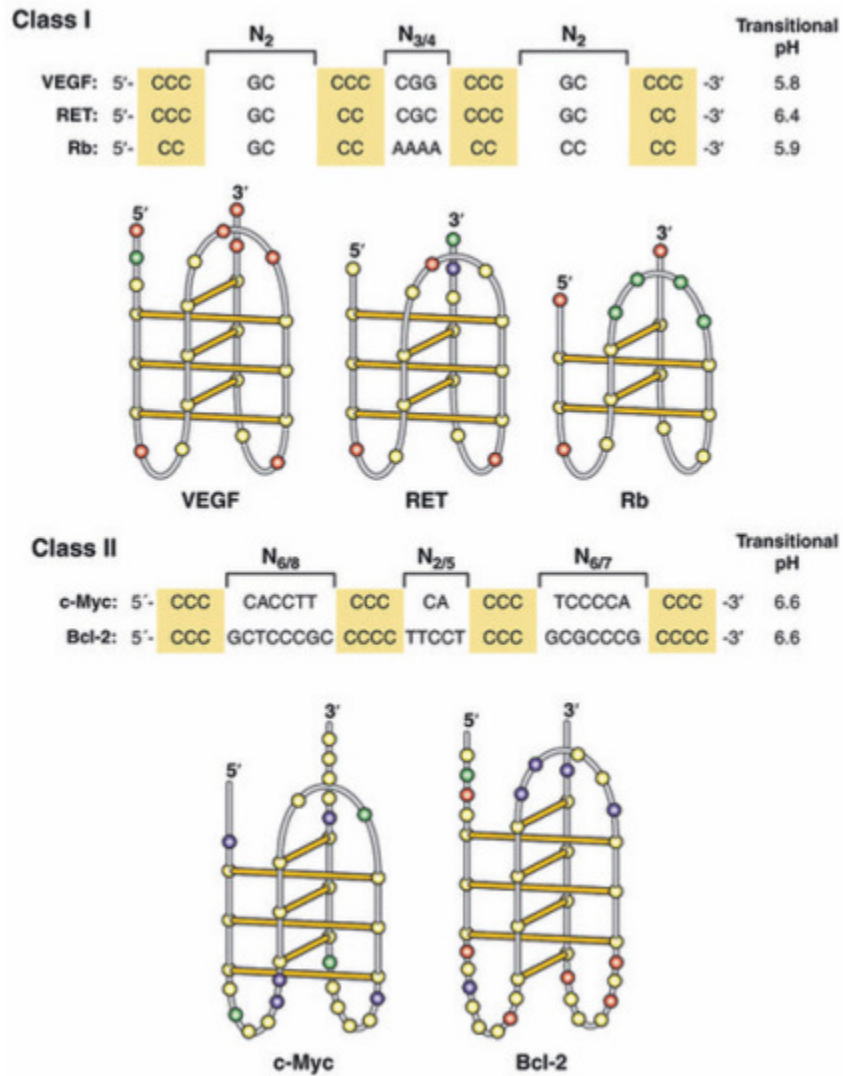 Class I
N2 N3/4 N2 Transitional pH
VEGF: 5′- CCC GC CCC CGG CCC GC CCC -3′ 5.8
RET: 5′- CCC GC CC CGC CCC GC CC -3′ 6.4
Rb: 5′- CC GC CC AAAA CC CC CC -3′ 5.9
5′ 3′ 5′ 3′ 5′ 3′
VEGF RET Rb
Class II
N6/8 N2/5 N6/7 Transitional pH
c-Myc: 5′- CCC CACCTT CCC CA CCC TCCCCA CCC -3′ 6.6
Bcl-2: 5′- CCC GCTCCCGC CCCC TTCCT CCC GCGCCCG CCCC -3′ 6.6
5′ 3′ 5′ 3′
c-Myc Bcl-2